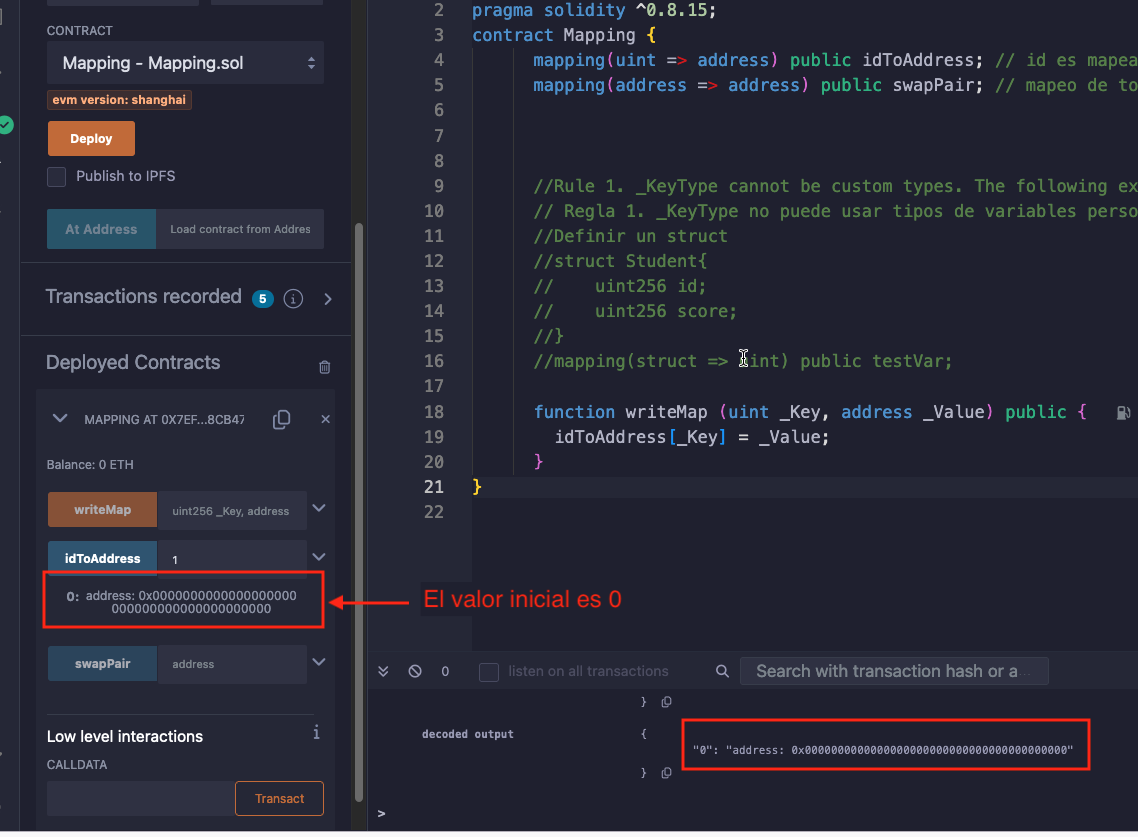 CONTRACT
Mapping - Mapping.sol
evm version: shanghai
Deploy
Publish to IPFS
At Address
Load contract from Addres
Transactions recorded 5 i
Deployed Contracts
MAPPING AT 0X7EF...8CB47
Balance: 0 ETH
writeMap
uint256 _Key, address
idToAddress
1
0: address: 0x0000000000000000000
000000000000000000000
swapPair
address
Low level interactions
i
CALLDATA
Transact
2 pragma solidity ^0.8.15;
3 contract Mapping {
4 mapping(uint => address) public idToAddress; // id es mapea
5 mapping(address => address) public swapPair; // mapeo de to
6
7
8
9 //Rule 1. _KeyType cannot be custom types. The following ex
10 // Regla 1. _KeyType no puede usar tipos de variables perso
11 //Definir un struct
12 //struct Student{
13 // uint256 id;
14 // uint256 score;
15 //}
16 //mapping(struct => uint) public testVar;
17
18 function writeMap (uint _Key, address _Value) public {
19 idToAddress[_Key] = _Value;
20 }
21 }
22
El valor inicial es 0
0
listen on all transactions
Search with transaction hash or a...
}
decoded output
{
"0": "address: 0x0000000000000000000000000000000000000000"
}
>